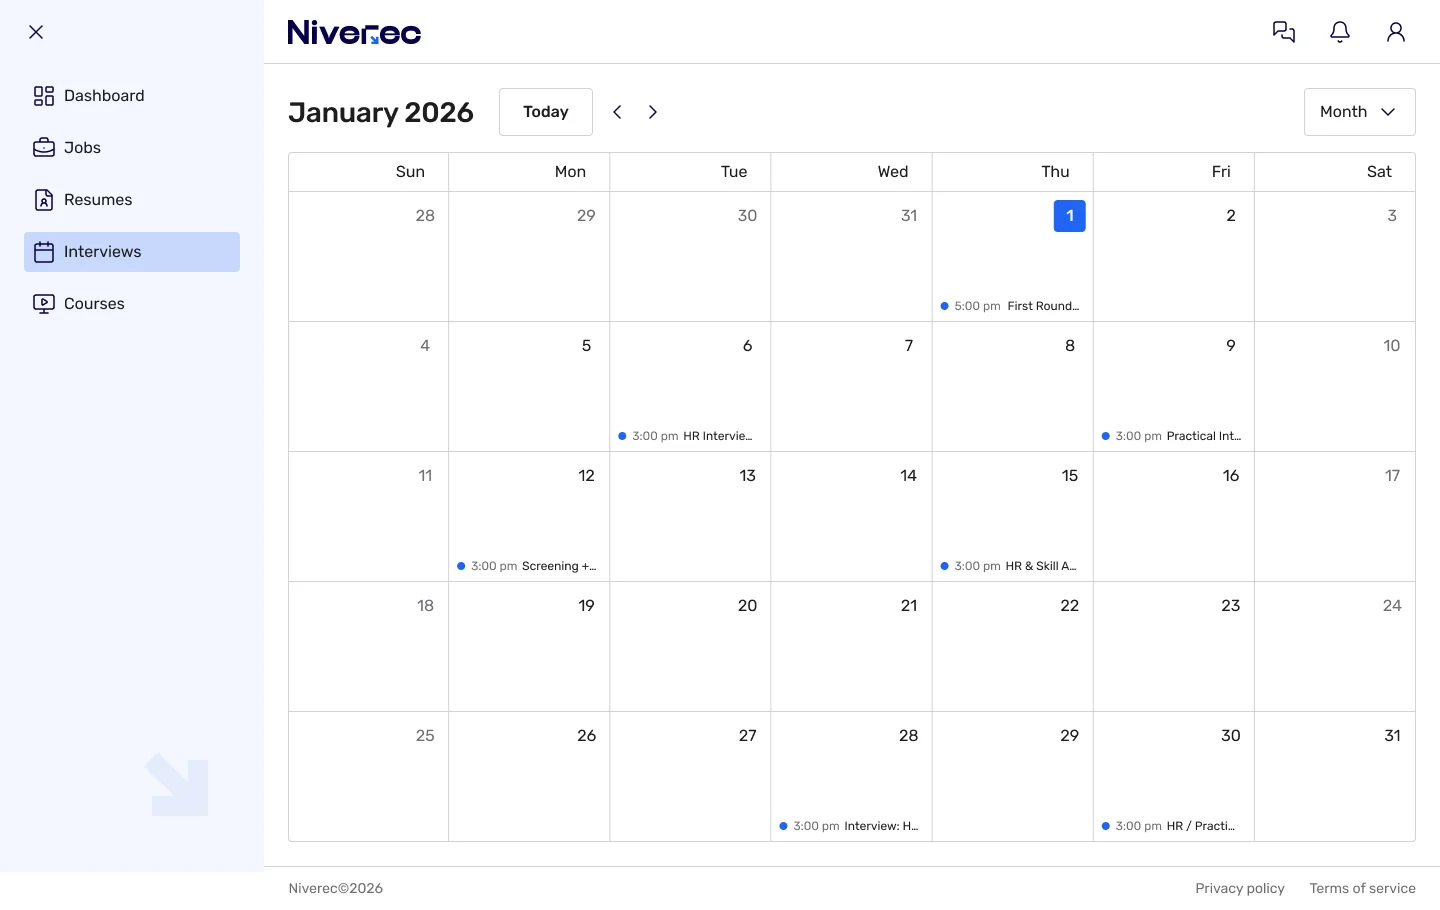 Niverec
Dashboard
Jobs
Resumes
Interviews
Courses
January 2026
Today
Month
Sun Mon Tue Wed Thu Fri Sat
28 29 30 31 1 2 3
5:00 pm First Round...
4 5 6 7 8 9 10
3:00 pm HR Intervie...
3:00 pm Practical Int...
11 12 13 14 15 16 17
3:00 pm Screening +...
3:00 pm HR & Skill A...
18 19 20 21 22 23 24
25 26 27 28 29 30 31
3:00 pm Interview: H...
3:00 pm HR / Practi...
Niverec©2026
Privacy policy
Terms of service